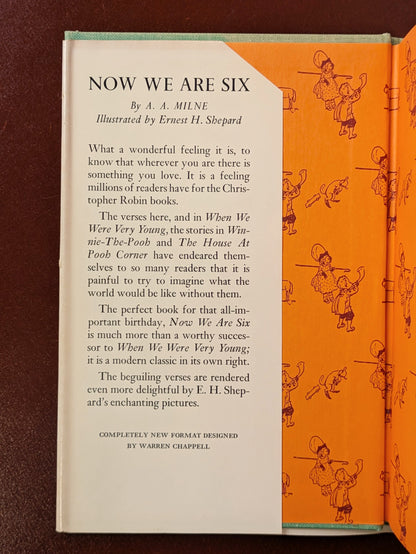 NOW WE ARE SIX
By A. A. MILNE
Illustrated by Ernest H. Shepard
What a wonderful feeling it is, to
know that wherever you are there is
something you love. It is a feeling
millions of readers have for the Chris-
topher Robin books.
The verses here, and in When We
Were Very Young, the stories in Win-
nie-The-Pooh and The House At
Pooh Corner have endeared them-
selves to so many readers that it is
painful to try to imagine what the
world would be like without them.
The perfect book for that all-im-
portant birthday, Now We Are Six
is much more than a worthy succes-
sor to When We Were Very Young;
it is a modern classic in its own right.
The beguiling verses are rendered
even more delightful by E. H. Shep-
ard's enchanting pictures.
COMPLETELY NEW FORMAT DESIGNED
BY WARREN CHAPPELL